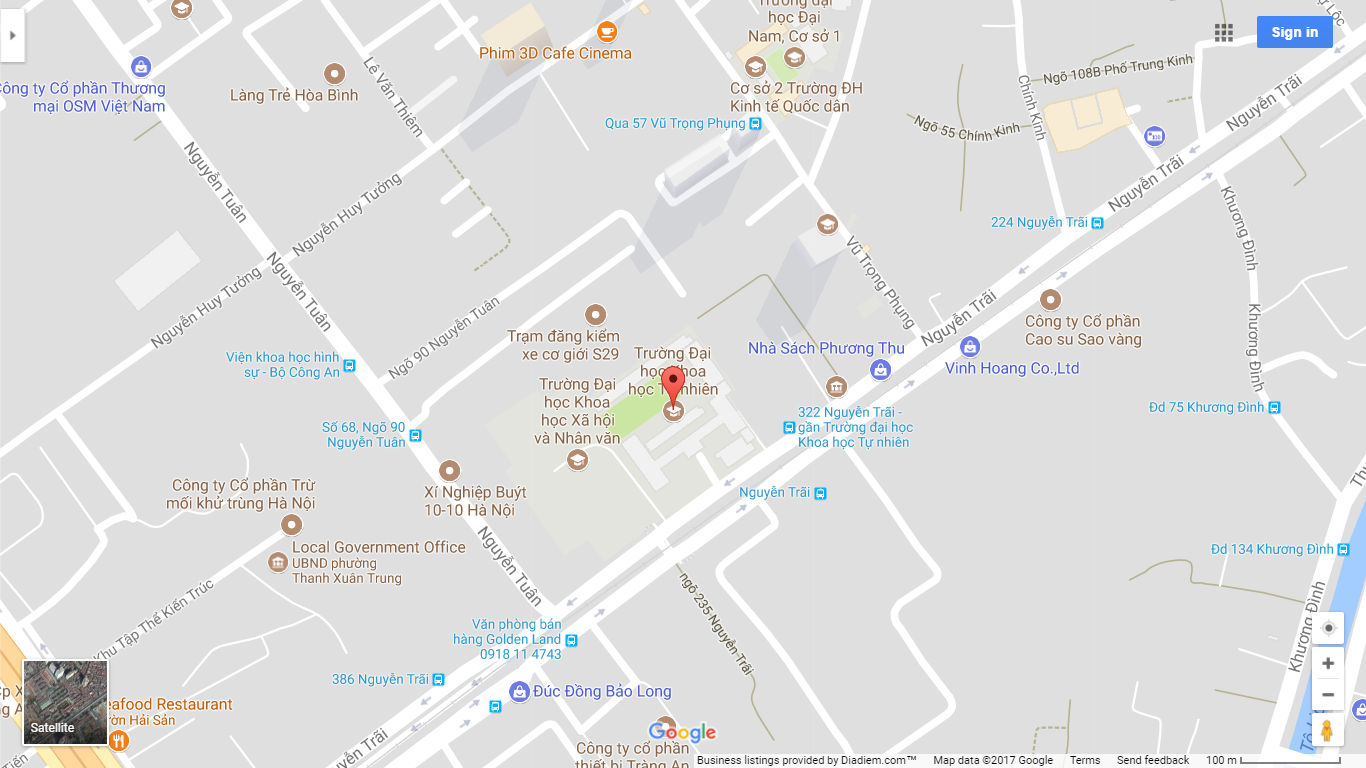 Trường đại
học Đại
Nam, Cơ sở 1
Phim 3D Cafe Cinema
Sign in
Lê Văn Thiêm
Công ty Cổ phần Thương
mại OSM Việt Nam
Làng Trẻ Hòa Bình
Cơ sở 2 Trường ĐH
Kinh tế Quốc dân
Chính Kinh
Ngõ 108B Phố Trung Kính
Nguyễn Trãi
Qua 57 Vũ Trọng Phụng
Ngõ 55 Chính Kinh
Nguyễn Tuân
Nguyễn Huy Tưởng
Nguyễn Trãi
224 Nguyễn Trãi
Khương Đình
Vũ Trọng Phụng
Nguyễn Tuân
Nguyễn Huy Tưởng
Ngõ 90 Nguyễn Tuân
Nguyễn Trãi
Khương Đình
Công ty Cổ phần
Cao su Sao vàng
Trạm đăng kiểm
xe cơ giới S29
Viện khoa học hình
sự - Bộ Công An
Trường Đại
học Khoa
học Tự nhiên
Nhà Sách Phương Thu
Vinh Hoang Co.,Ltd
Trường Đại
học Khoa
học Xã hội
và Nhân văn
322 Nguyễn Trãi -
gần Trường đại học
Khoa học Tự nhiên
Đd 75 Khương Đình
Số 68, Ngõ 90
Nguyễn Tuân
Công ty Cổ phần Trừ
mối khử trùng Hà Nội
Xí Nghiệp Buýt
10-10 Hà Nội
Nguyễn Trãi
Local Government Office
UBND phường
Thanh Xuân Trung
Nguyễn Tuân
Đd 134 Khương Đình
Khu Tập Thể Kiến Trúc
ngõ 235 Nguyễn Trãi
Khương Đình
Văn phòng bán
hàng Golden Land
0918 11 4743
386 Nguyễn Trãi
Đúc Đồng Bảo Long
eafood Restaurant
ờn Hải Sản
Satellite
Nguyễn Trãi
Google
Công ty cổ phần
thiết bị Tràng An
Business listings provided by Diadiem.com™ Map data ©2017 Google Terms Send feedback 100 m